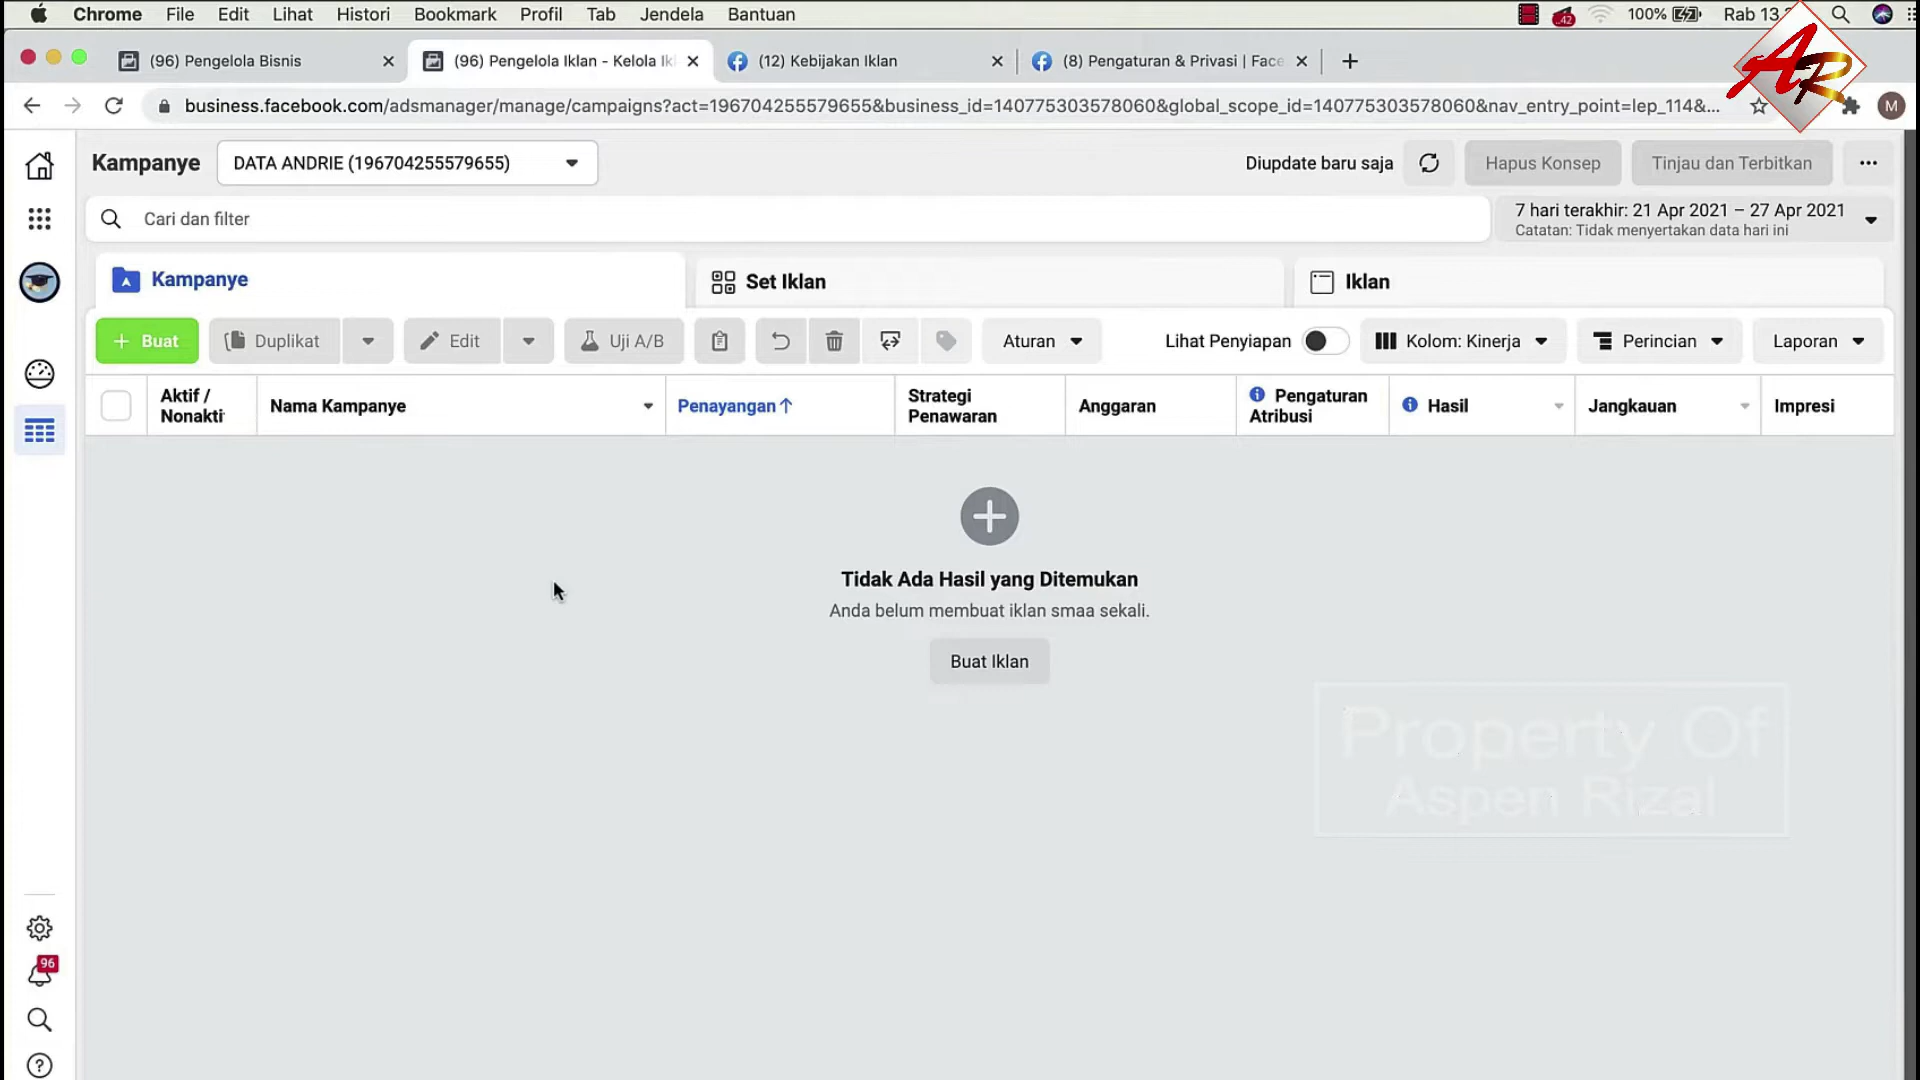 Chrome File Edit Lihat Histori Bookmark Profil Tab Jendela Bantuan 42 100% Rab 13
(96) Pengelola Bisnis (96) Pengelola Iklan - Kelola Ikl (12) Kebijakan Iklan (8) Pengaturan & Privasi | Face
AR
business.facebook.com/adsmanager/manage/campaigns?act=196704255579655&business_id=140775303578060&global_scope_id=140775303578060&nav_entry_point=lep_114&... M
Kampanye DATA ANDRIE (196704255579655) Diupdate baru saja Hapus Konsep Tinjau dan Terbitkan
Cari dan filter
7 hari terakhir: 21 Apr 2021 – 27 Apr 2021
Catatan: Tidak menyertakan data hari ini
Kampanye Set Iklan Iklan
+ Buat Duplikat Edit Uji A/B Aturan Lihat Penyiapan Kolom: Kinerja Perincian Laporan
Aktif / Nonakti Nama Kampanye Penayangan↑ Strategi Penawaran Anggaran Pengaturan Atribusi Hasil Jangkauan Impresi
Tidak Ada Hasil yang Ditemukan
Anda belum membuat iklan smaa sekali.
Buat Iklan
Property Of
Aspen Rizal
96